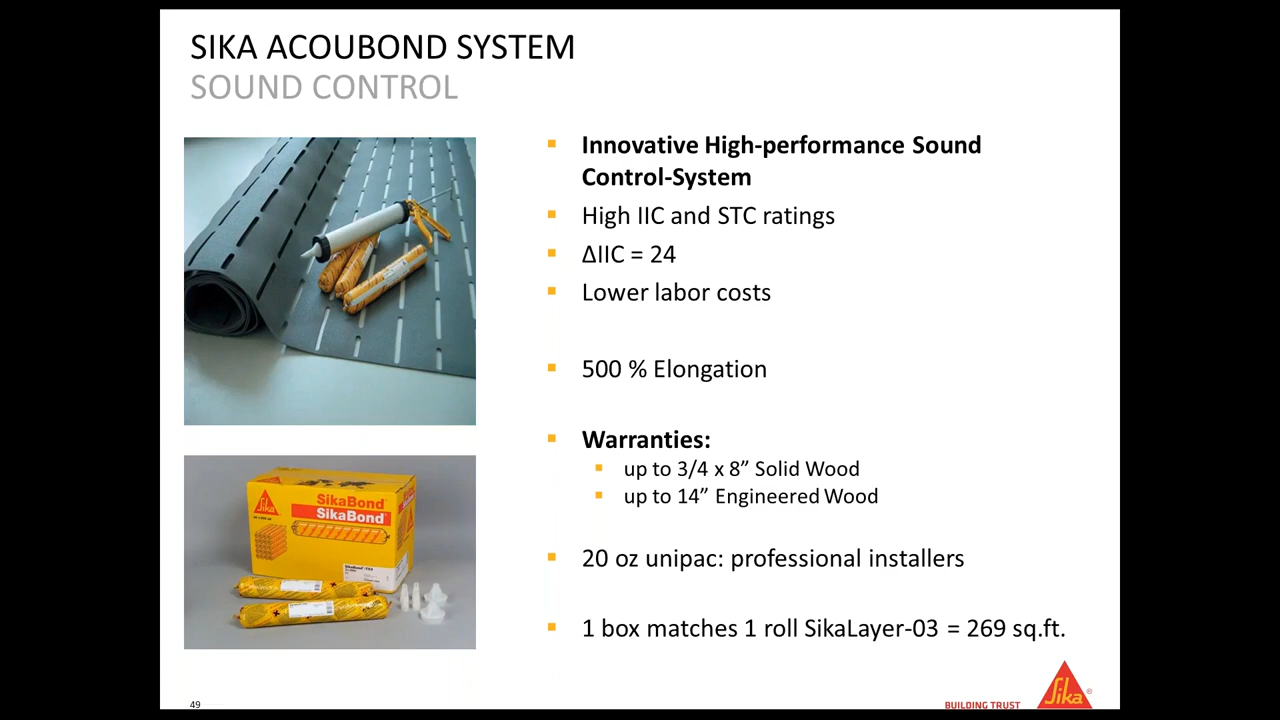 SIKA ACOUBOND SYSTEM
SOUND CONTROL
Innovative High-performance Sound
Control-System
High IIC and STC ratings
ΔIIC = 24
Lower labor costs
500 % Elongation
Warranties:
up to 3/4 x 8” Solid Wood
up to 14” Engineered Wood
20 oz unipac: professional installers
1 box matches 1 roll SikaLayer-03 = 269 sq.ft.
Sika
SikaBond
SikaBond
49
BUILDING TRUST
Sika®